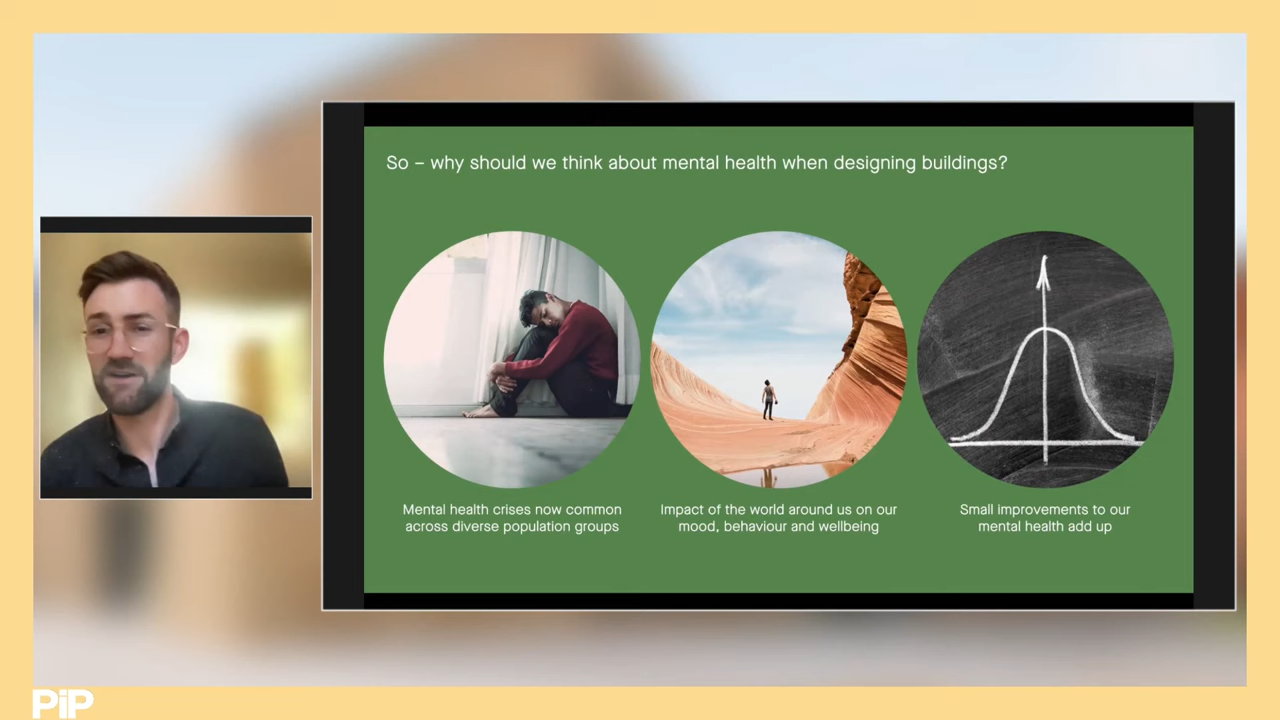 So – why should we think about mental health when designing buildings?
Mental health crises now common
across diverse population groups
Impact of the world around us on our
mood, behaviour and wellbeing
Small improvements to our
mental health add up
PiP